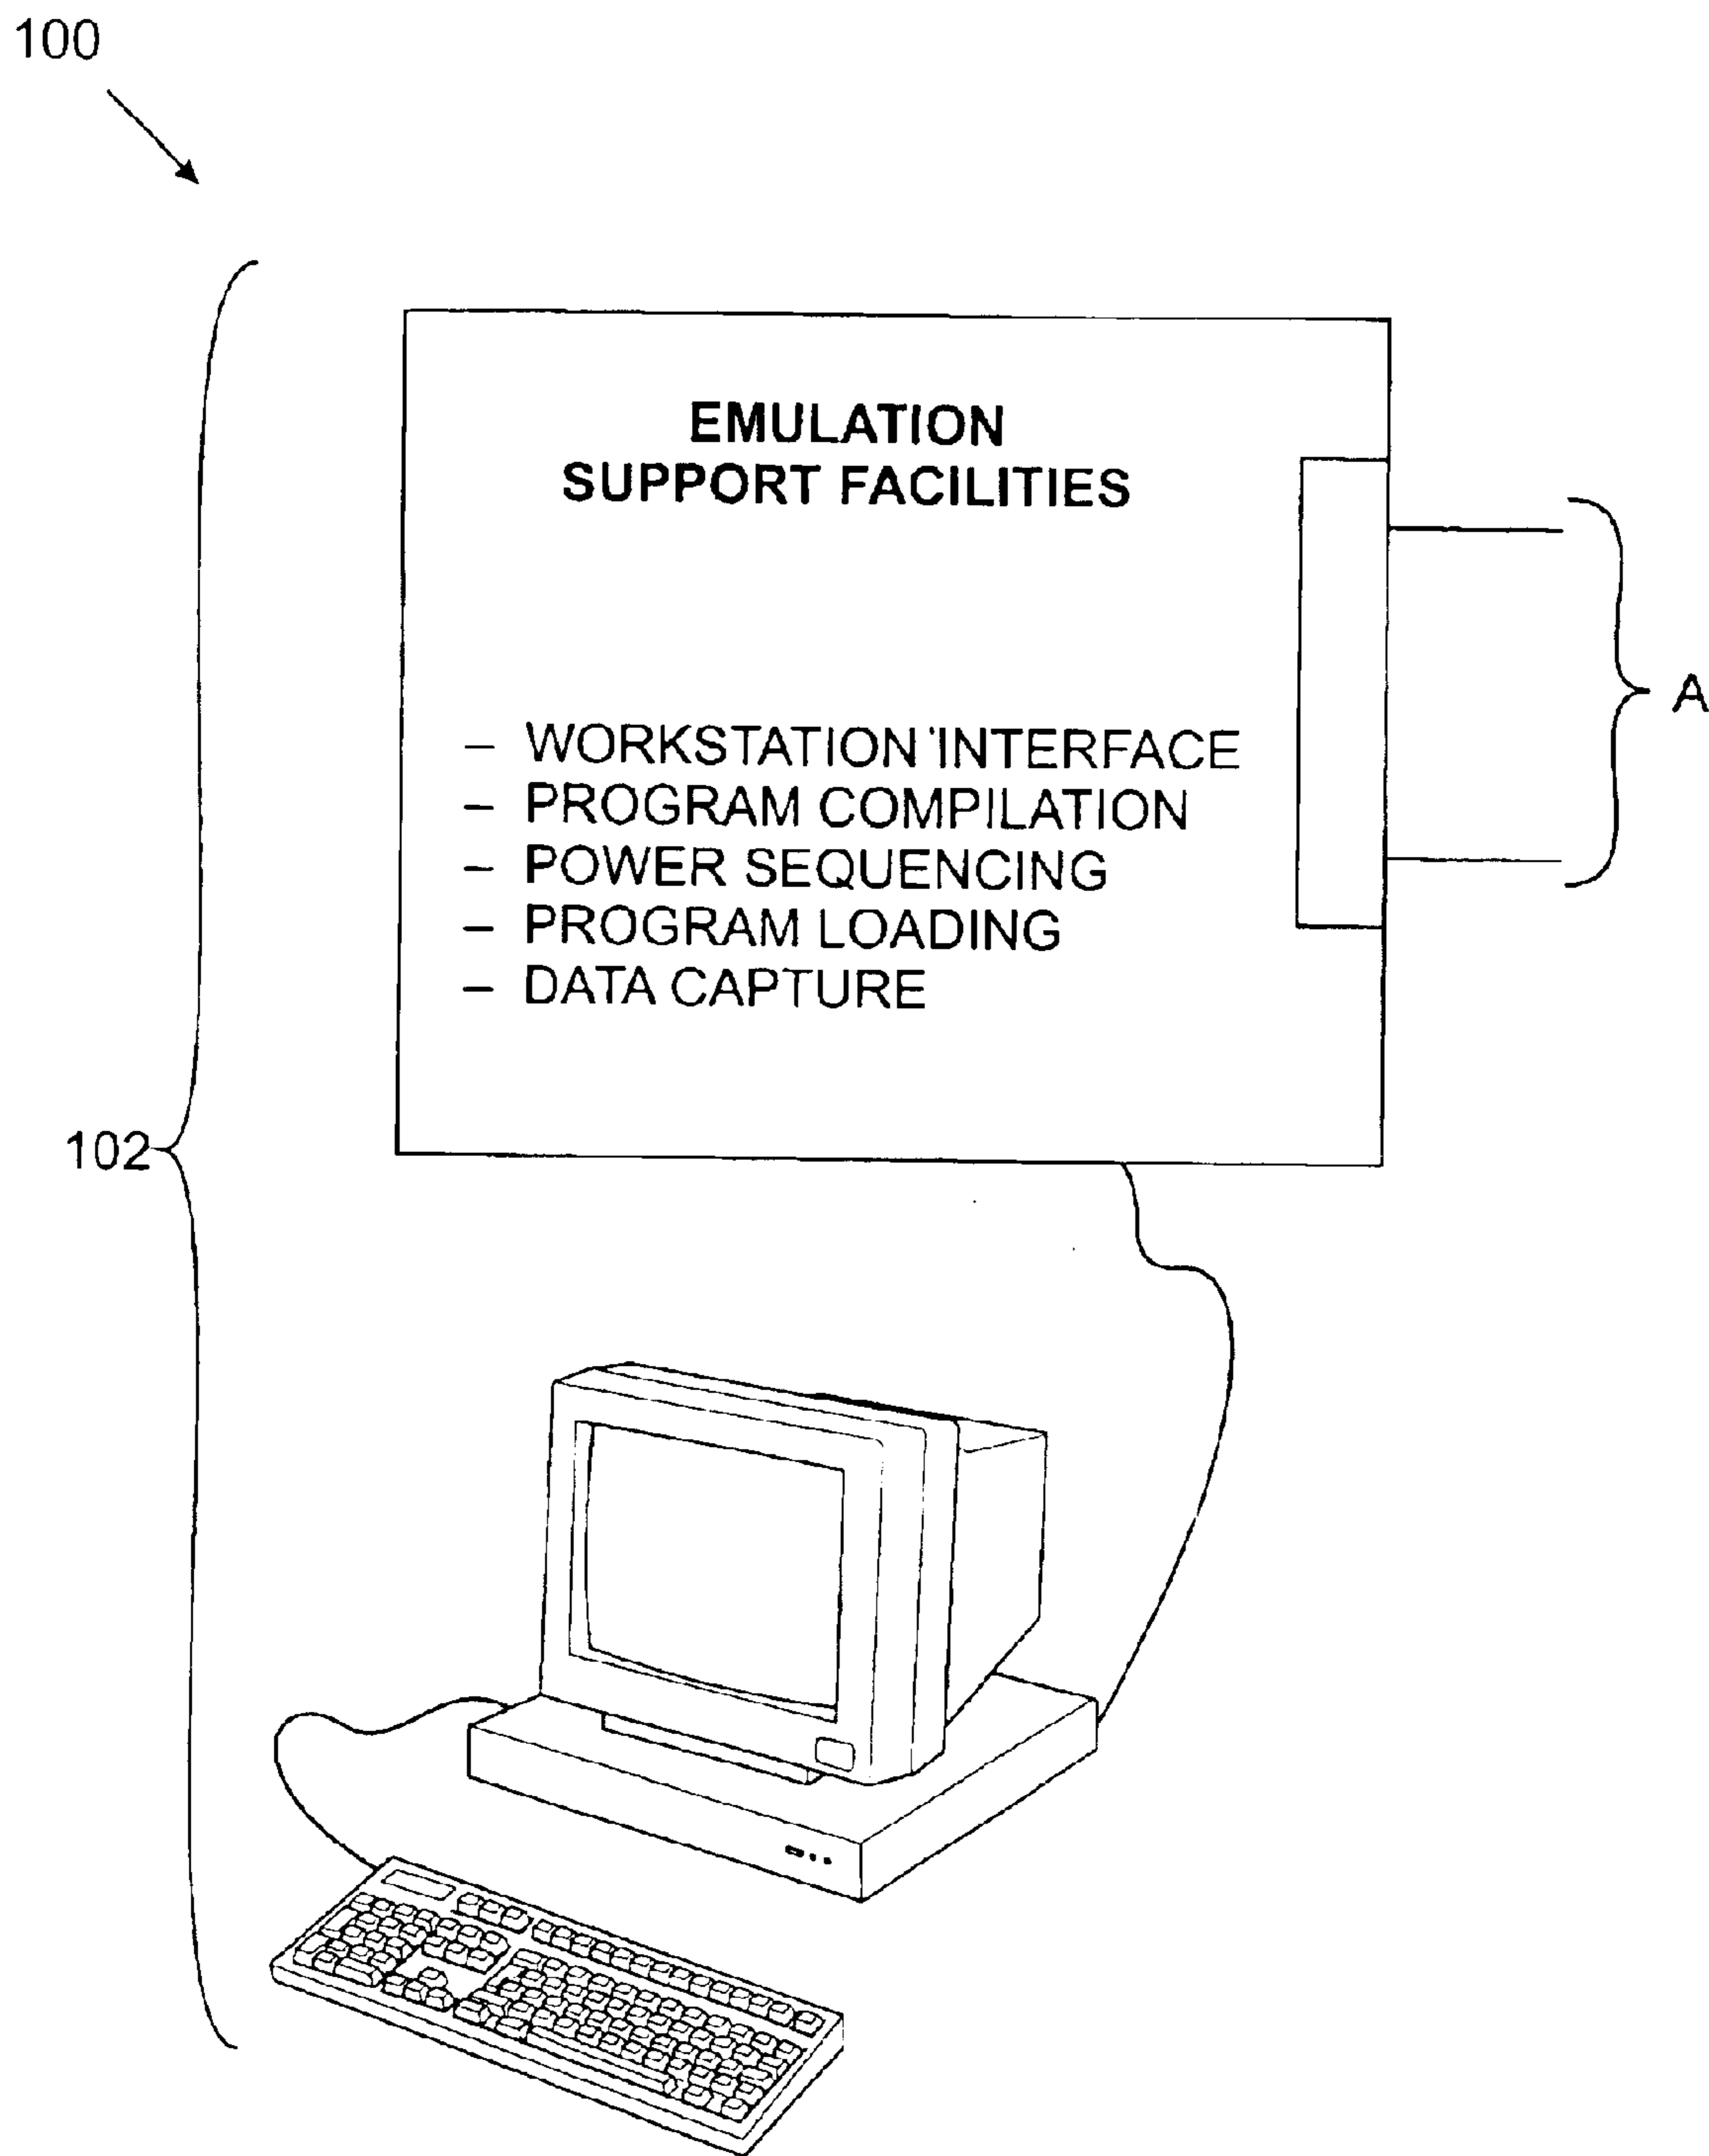 100
EMULATION
SUPPORT FACILITIES
A
– WORKSTATION INTERFACE
– PROGRAM COMPILATION
– POWER SEQUENCING
– PROGRAM LOADING
– DATA CAPTURE
102